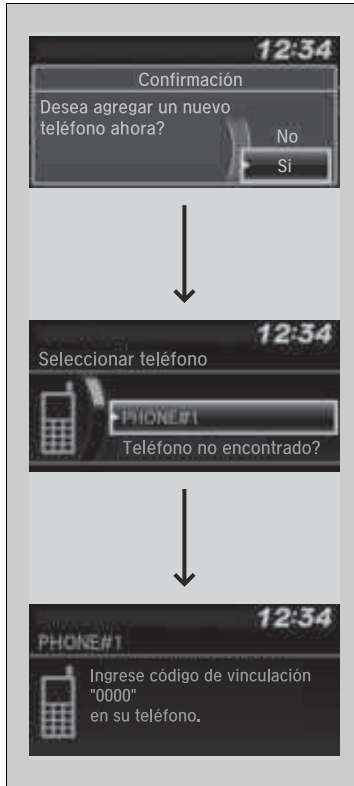 12:34
Confirmación
Desea agregar un nuevo
teléfono ahora?
No
Si
12:34
Seleccionar teléfono
PHONE#1
Teléfono no encontrado?
12:34
PHONE#1
Ingrese código de vinculación
"0000"
en su teléfono.